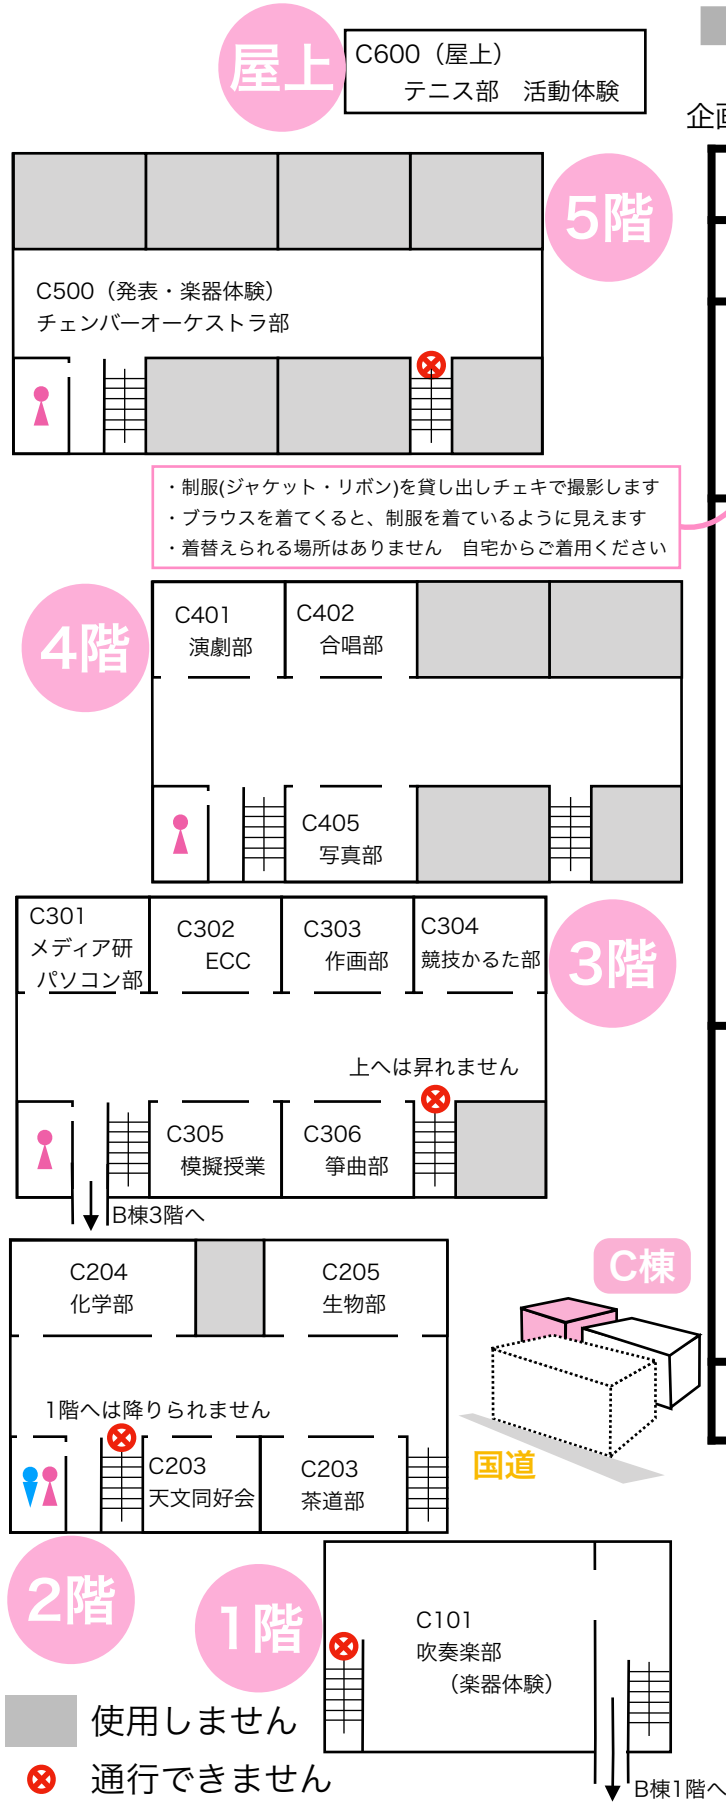 屋上
C600（屋上）
テニス部　活動体験
企画
5階
C500（発表・楽器体験）
チェンバーオーケストラ部
・制服(ジャケット・リボン)を貸し出しチェキで撮影します
・ブラウスを着てくると、制服を着ているように見えます
・着替えられる場所はありません　自宅からご着用ください
4階
C401
演劇部
C402
合唱部
C405
写真部
3階
C301
メディア研
パソコン部
C302
ECC
C303
作画部
C304
競技かるた部
上へは昇れません
C305
模擬授業
C306
箏曲部
B棟3階へ
C204
化学部
C205
生物部
1階へは降りられません
C203
天文同好会
C203
茶道部
2階
C棟
国道
1階
C101
吹奏楽部
（楽器体験）
B棟1階へ
使用しません
通行できません